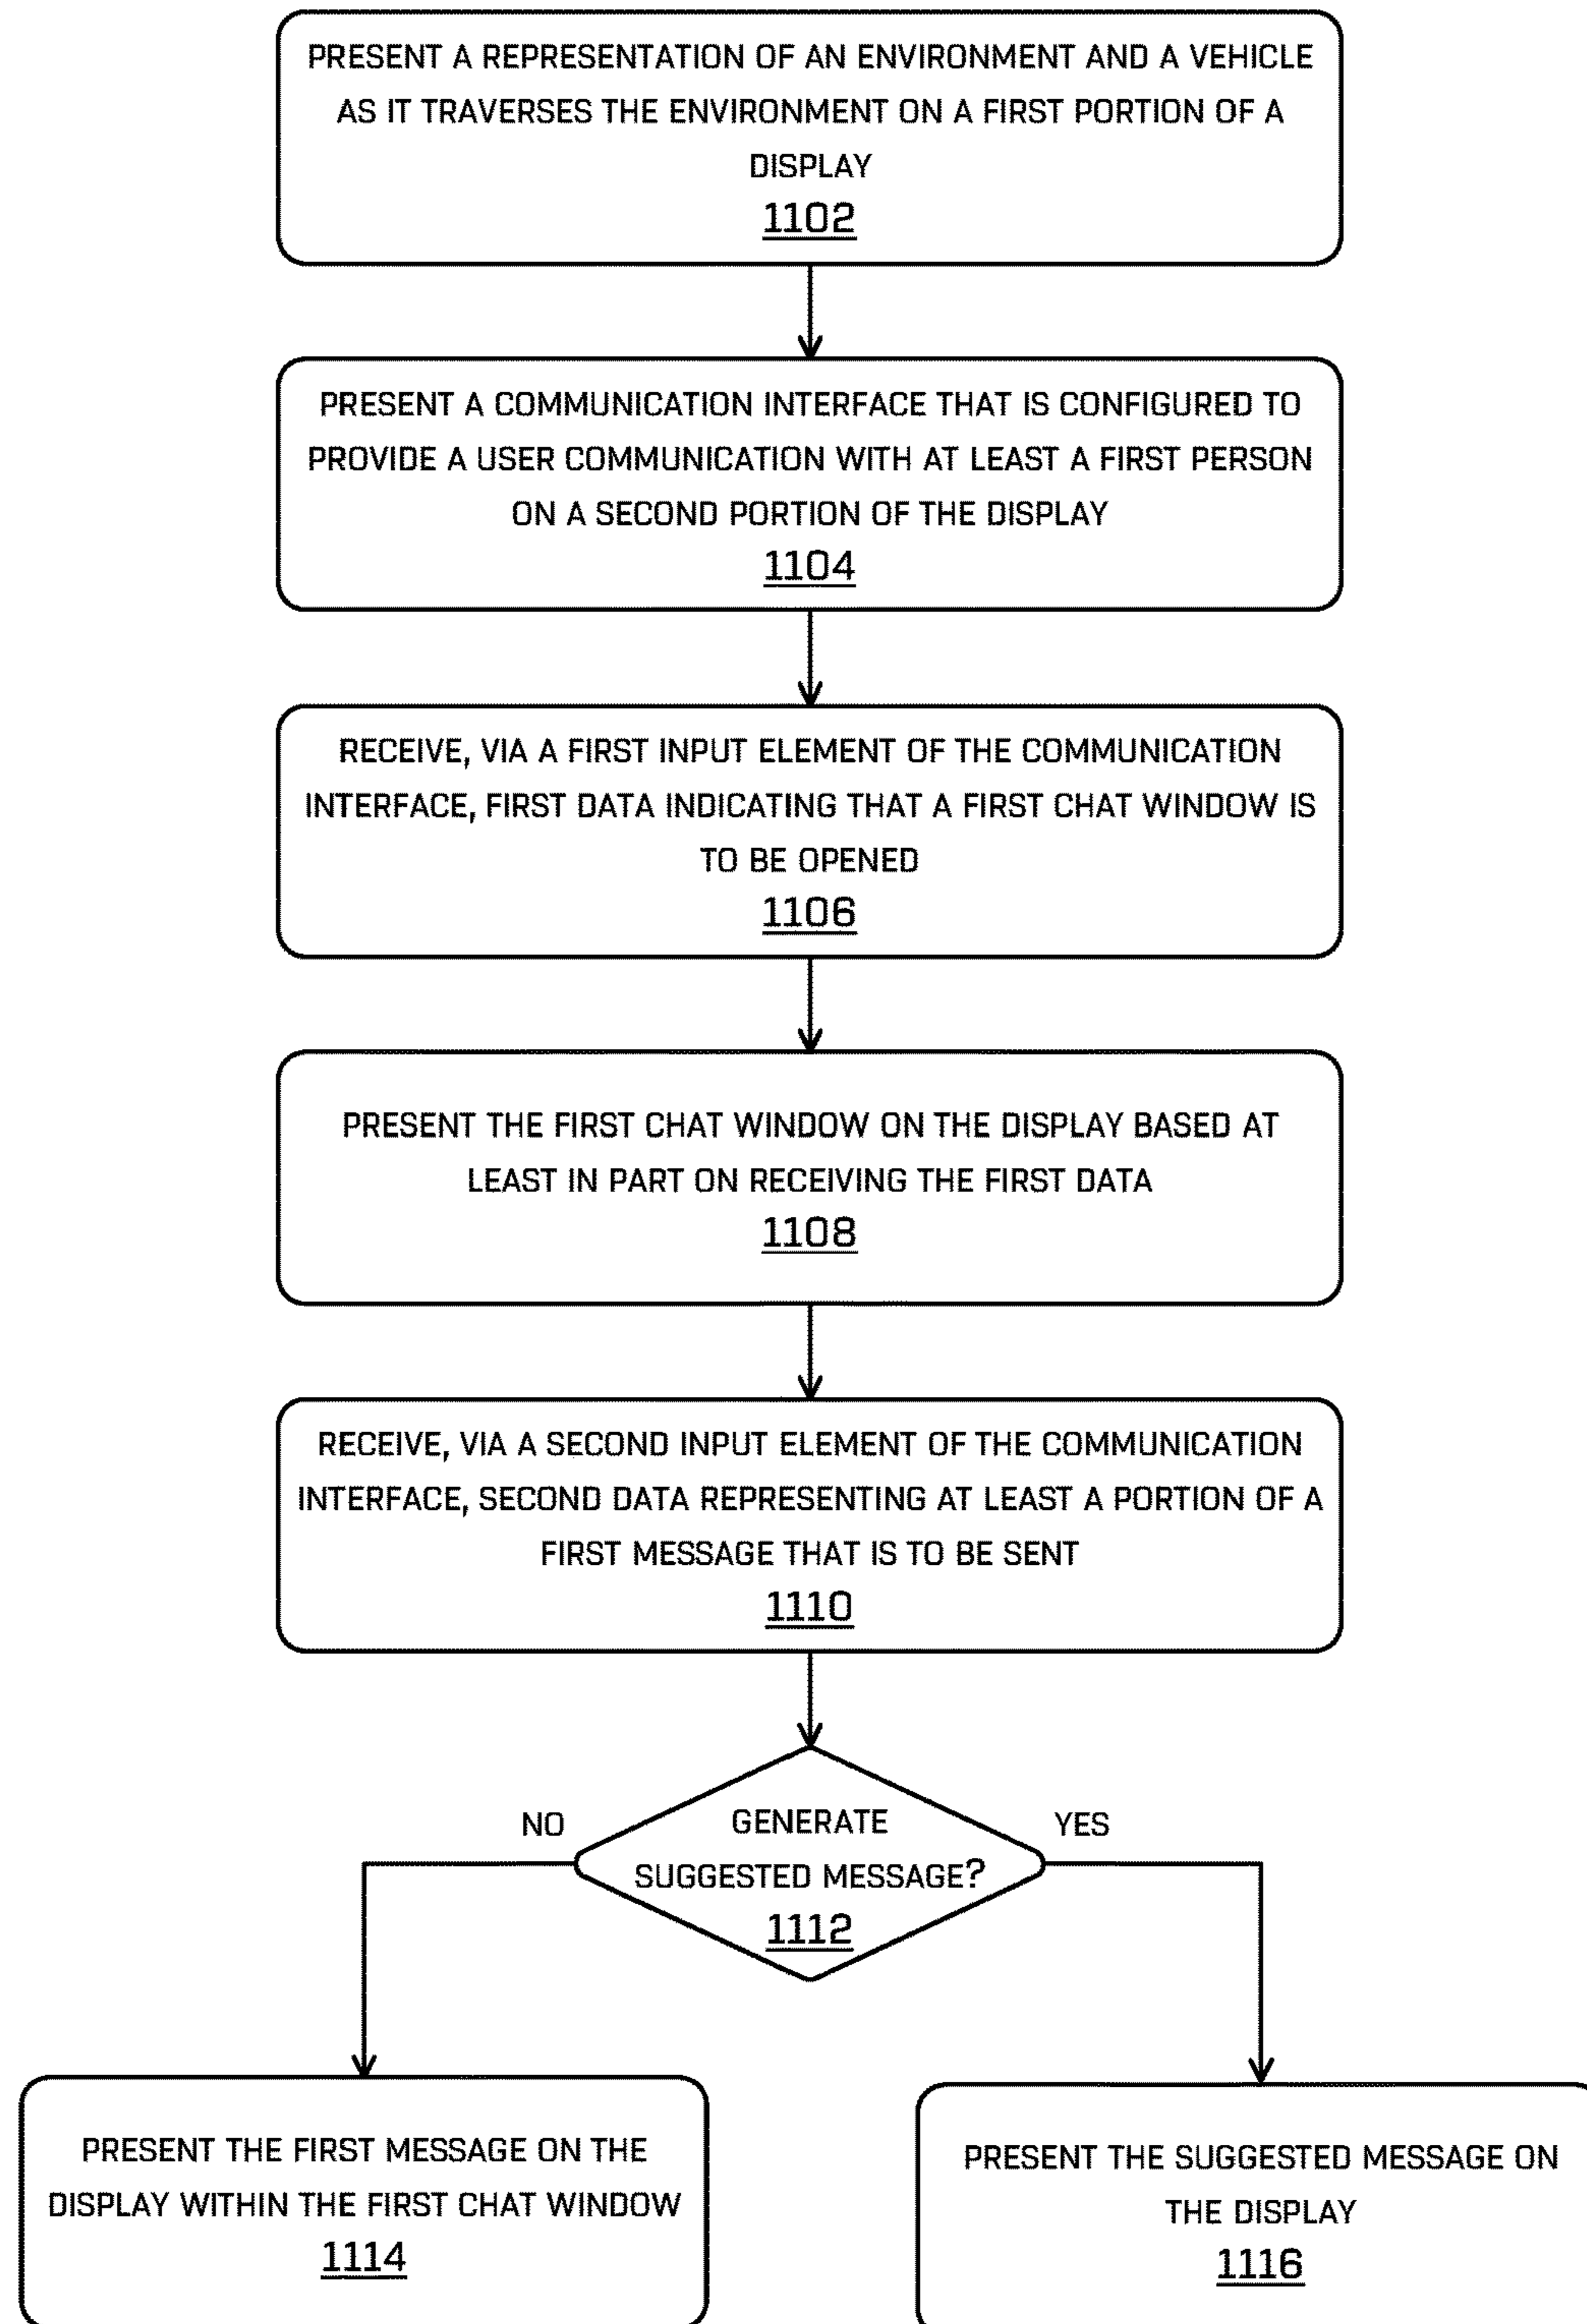 PRESENT A REPRESENTATION OF AN ENVIRONMENT AND A VEHICLE
AS IT TRAVERSES THE ENVIRONMENT ON A FIRST PORTION OF A
DISPLAY
1102
PRESENT A COMMUNICATION INTERFACE THAT IS CONFIGURED TO
PROVIDE A USER COMMUNICATION WITH AT LEAST A FIRST PERSON
ON A SECOND PORTION OF THE DISPLAY
1104
RECEIVE, VIA A FIRST INPUT ELEMENT OF THE COMMUNICATION
INTERFACE, FIRST DATA INDICATING THAT A FIRST CHAT WINDOW IS
TO BE OPENED
1106
PRESENT THE FIRST CHAT WINDOW ON THE DISPLAY BASED AT
LEAST IN PART ON RECEIVING THE FIRST DATA
1108
RECEIVE, VIA A SECOND INPUT ELEMENT OF THE COMMUNICATION
INTERFACE, SECOND DATA REPRESENTING AT LEAST A PORTION OF A
FIRST MESSAGE THAT IS TO BE SENT
1110
NO
GENERATE
SUGGESTED MESSAGE?
1112
YES
PRESENT THE FIRST MESSAGE ON THE
DISPLAY WITHIN THE FIRST CHAT WINDOW
1114
PRESENT THE SUGGESTED MESSAGE ON
THE DISPLAY
1116